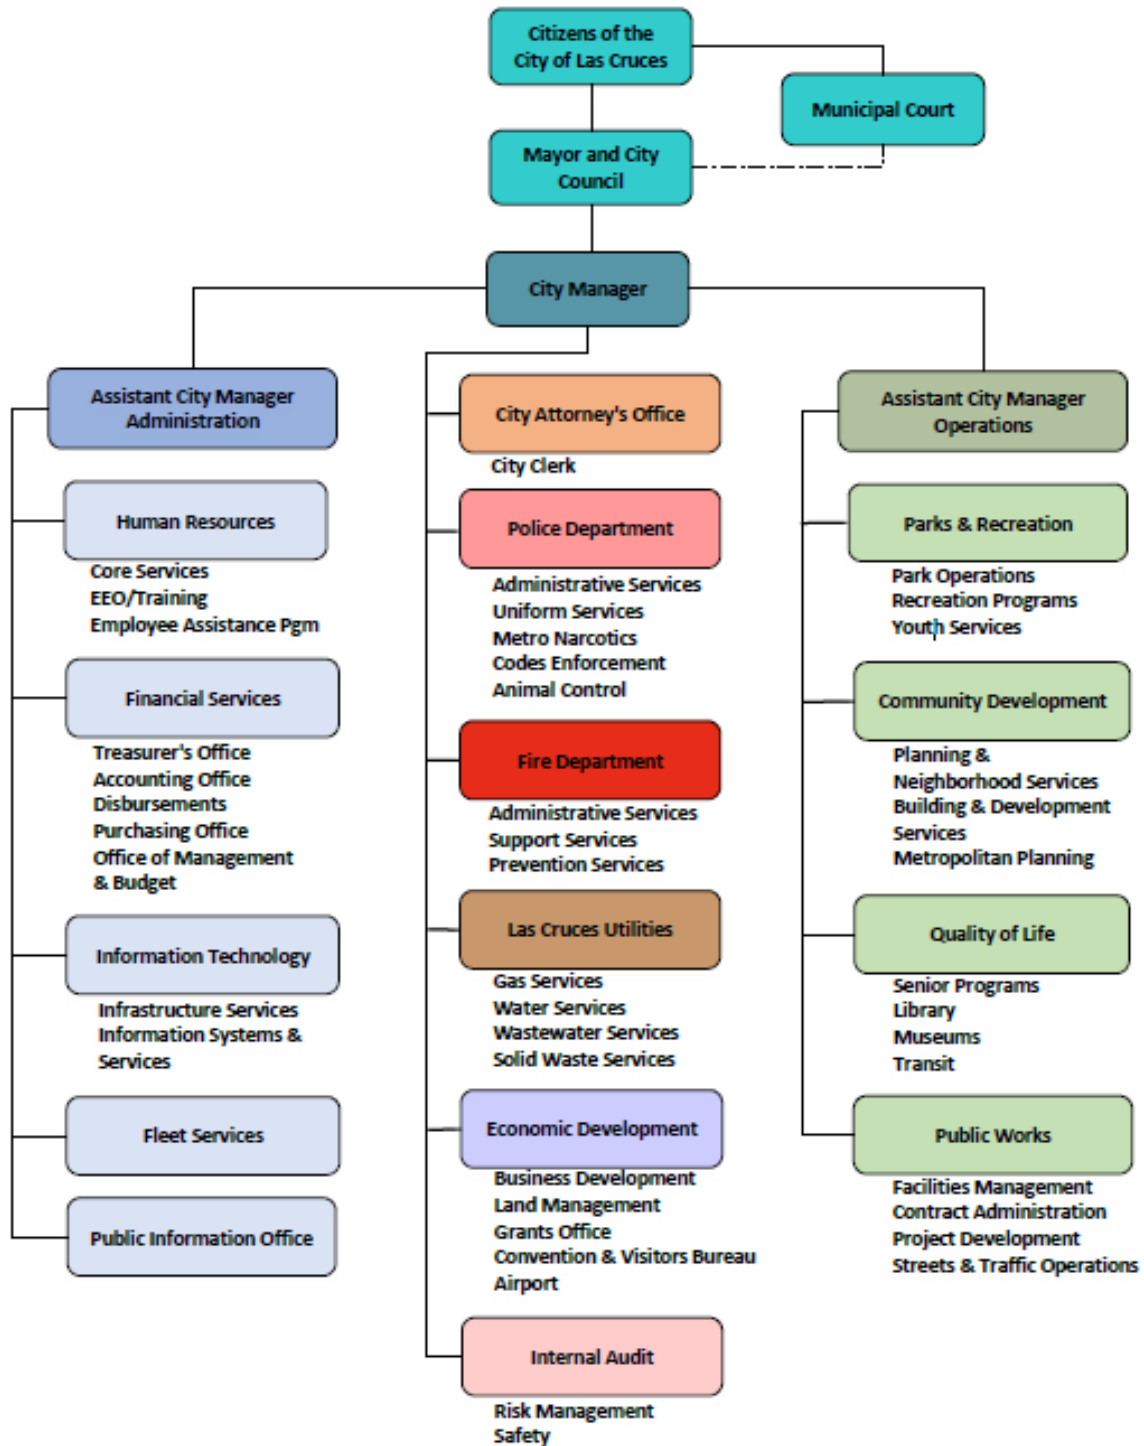 Citizens of the
City of Las Cruces
Municipal Court
Mayor and City
Council
City Manager
Assistant City Manager
Administration
Human Resources
Core Services
EEO/Training
Employee Assistance Pgm
Financial Services
Treasurer's Office
Accounting Office
Disbursements
Purchasing Office
Office of Management
& Budget
Information Technology
Infrastructure Services
Information Systems &
Services
Fleet Services
Public Information Office
City Attorney's Office
City Clerk
Police Department
Administrative Services
Uniform Services
Metro Narcotics
Codes Enforcement
Animal Control
Fire Department
Administrative Services
Support Services
Prevention Services
Las Cruces Utilities
Gas Services
Water Services
Wastewater Services
Solid Waste Services
Economic Development
Business Development
Land Management
Grants Office
Convention & Visitors Bureau
Airport
Internal Audit
Risk Management
Safety
Assistant City Manager
Operations
Parks & Recreation
Park Operations
Recreation Programs
Youth Services
Community Development
Planning &
Neighborhood Services
Building & Development
Services
Metropolitan Planning
Quality of Life
Senior Programs
Library
Museums
Transit
Public Works
Facilities Management
Contract Administration
Project Development
Streets & Traffic Operations